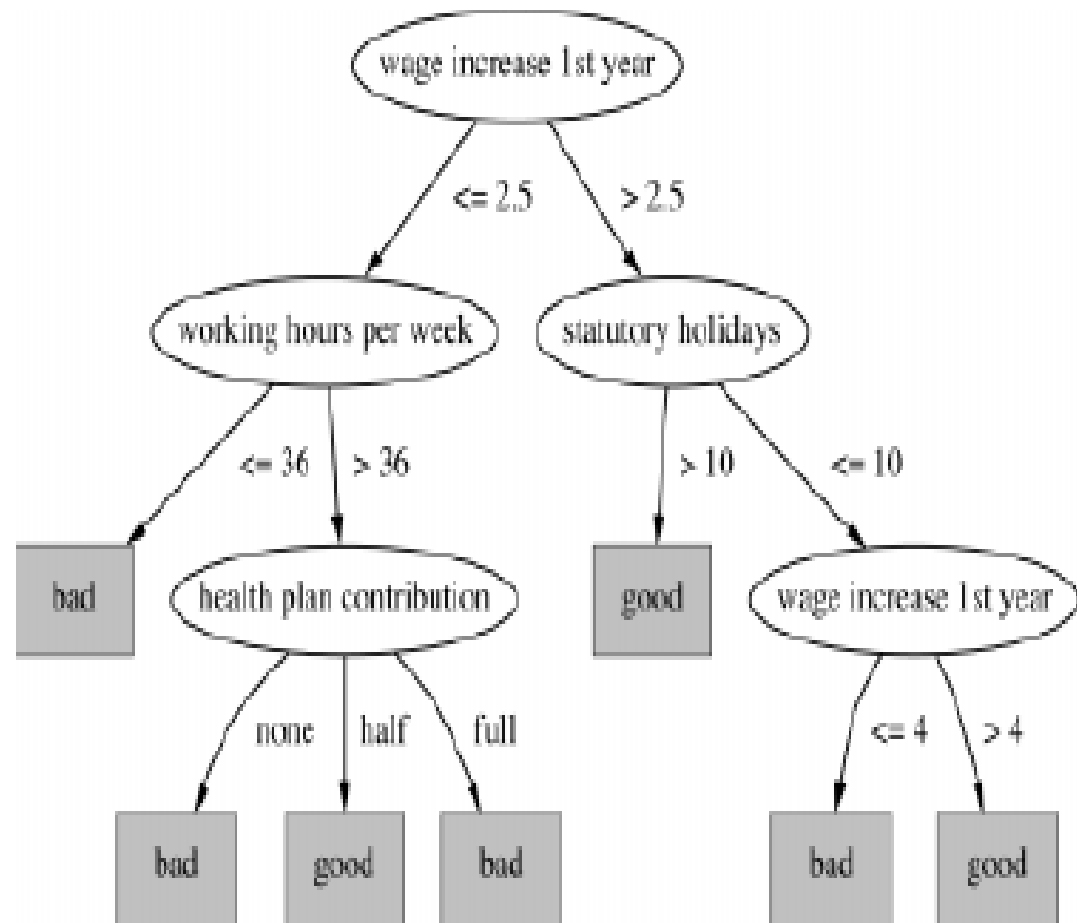 wage increase 1st year
<= 2.5
> 2.5
working hours per week
statutory holidays
<= 36
> 36
> 10
<= 10
bad
health plan contribution
good
wage increase 1st year
none
half
full
<= 4
> 4
bad
good
bad
bad
good